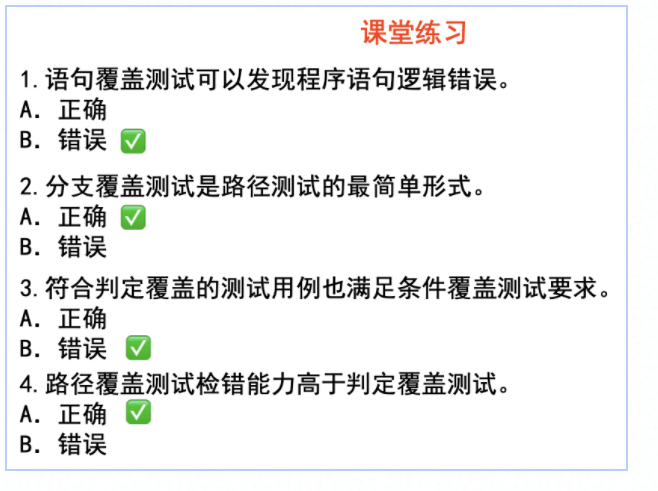 课堂练习
1.语句覆盖测试可以发现程序语句逻辑错误。
A. 正确
B. 错误 ✅
2.分支覆盖测试是路径测试的最简单形式。
A. 正确 ✅
B. 错误
3.符合判定覆盖的测试用例也满足条件覆盖测试要求。
A. 正确
B. 错误 ✅
4.路径覆盖测试检错能力高于判定覆盖测试。
A. 正确 ✅
B. 错误